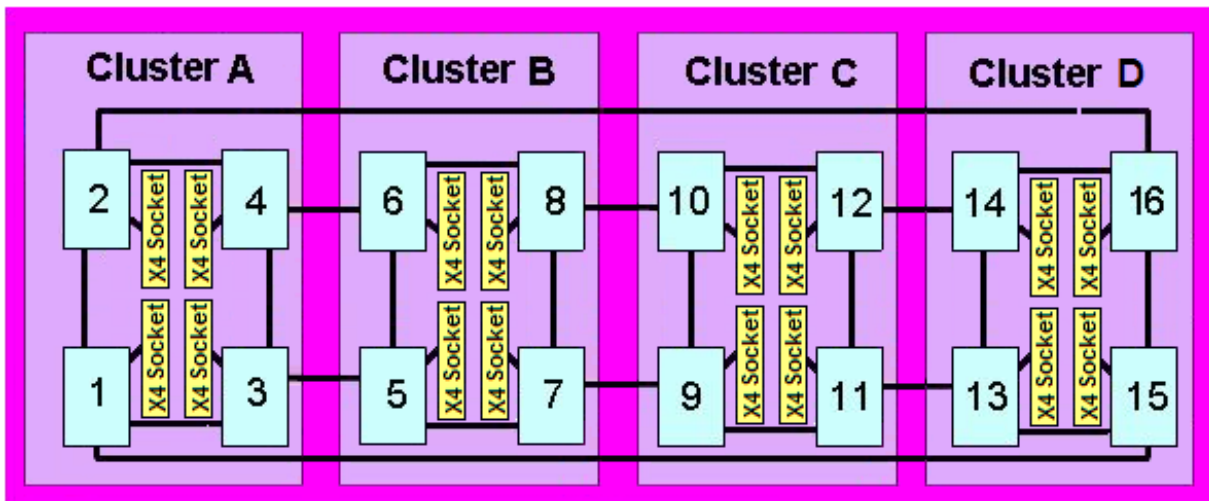 Cluster A
Cluster B
Cluster C
Cluster D
2
X4 Socket
X4 Socket
4
6
X4 Socket
X4 Socket
8
10
X4 Socket
X4 Socket
12
14
X4 Socket
X4 Socket
16
1
X4 Socket
X4 Socket
3
5
X4 Socket
X4 Socket
7
9
X4 Socket
X4 Socket
11
13
X4 Socket
X4 Socket
15